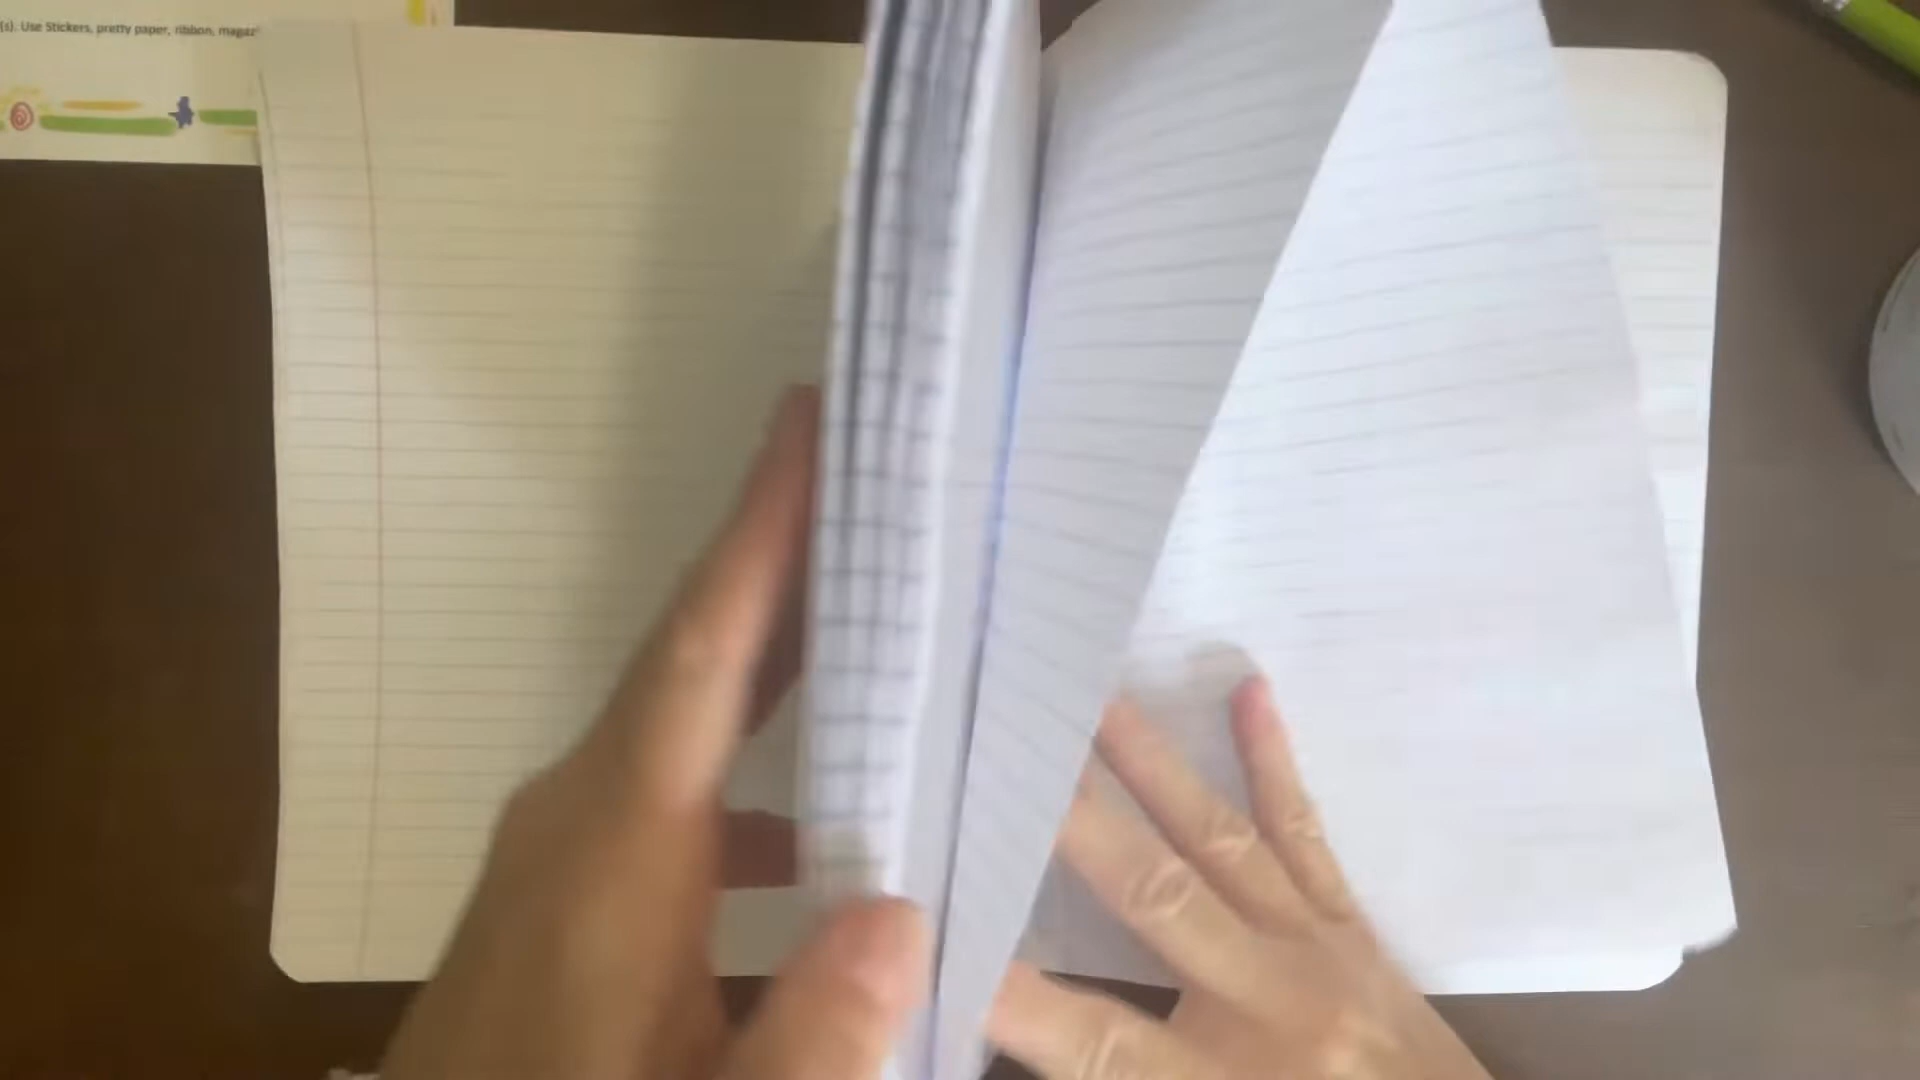 (s). Use Stickers, pretty paper, ribbon,